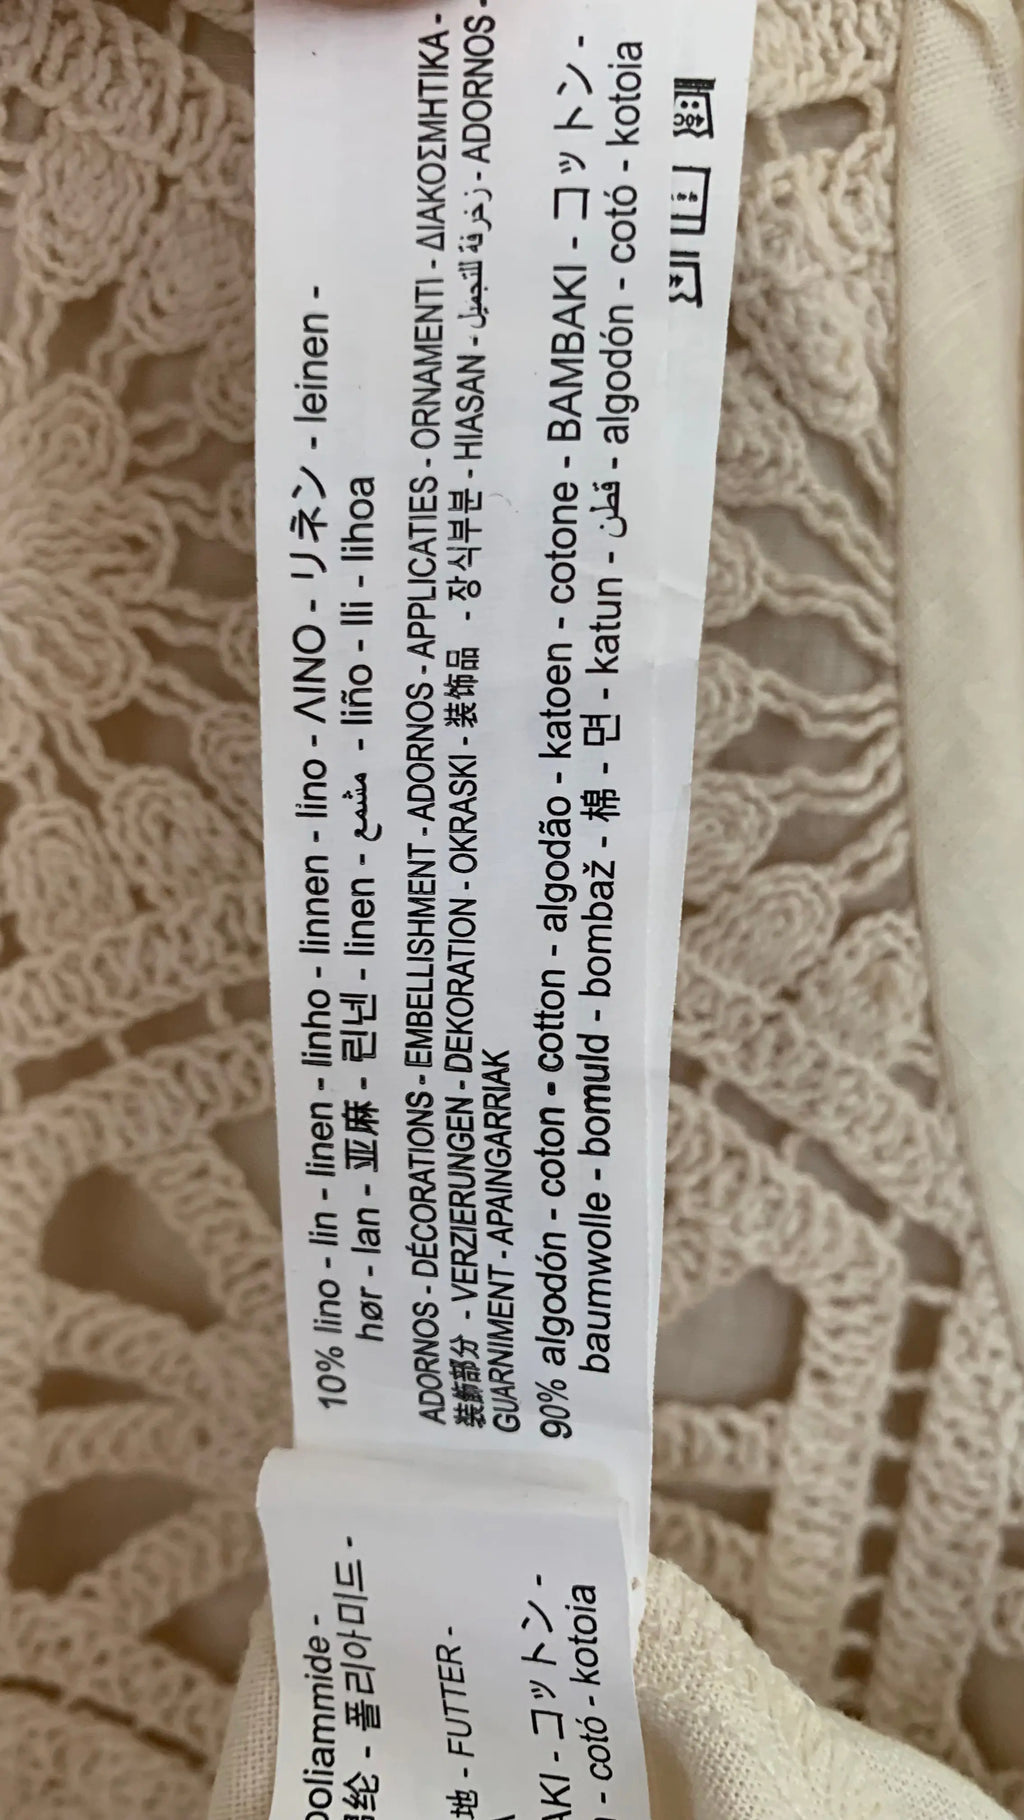 10% lino - lin - linen - linho - linnen - lino - ΛΙΝΟ - リネン - leinen -
hør - lan - 亚麻 - 린넨 - linen - مشمع - liño - lli - lihoa
ADORNOS - DÉCORATIONS - EMBELLISHMENT - ADORNOS - APPLICATIES - ORNAMENTI - ΔΙΑΚΟΣΜΗΤΙΚΑ -
装飾部分 - VERZIERUNGEN - DEKORATION - OKRASKI - 装饰品 - 장식부분 - HIASAN - زخرفة للتجميل - ADORNOS -
GUARNIMENT - APAINGARRIAK
90% algodón - coton - cotton - algodão - katoen - cotone - BAMBAKI - コットン -
baumwolle - bomuld - bombaž - 棉 - 면 - katun - قطن - algodón - cotó - kotoia
poliammide -
纶 - 폴리아미드 -
地 - FUTTER -
AKI - コットン -
- cotó - kotoia